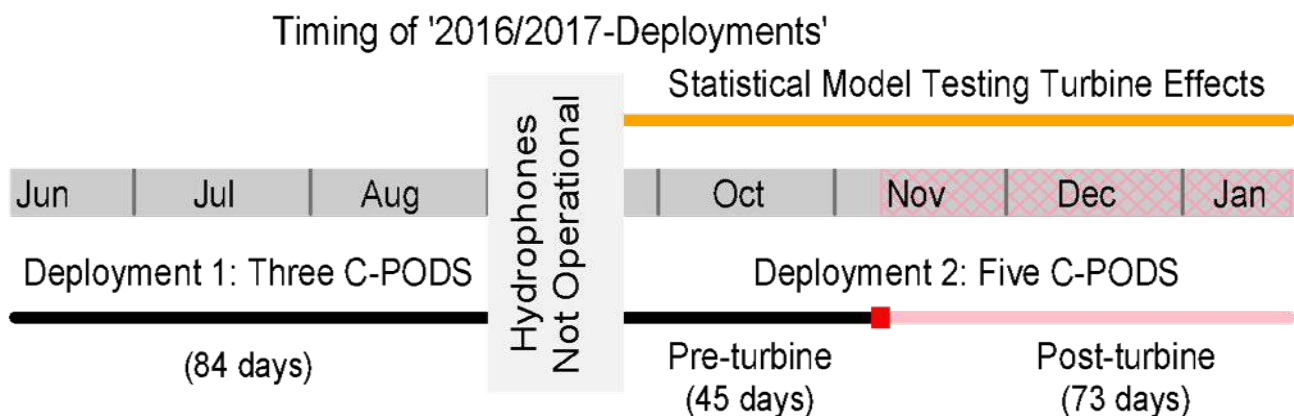 Timing of '2016/2017-Deployments'
Statistical Model Testing Turbine Effects
Hydrophones
Not Operational
Jun Jul Aug Oct Nov Dec Jan
Deployment 1: Three C-PODS
Deployment 2: Five C-PODS
(84 days)
Pre-turbine
(45 days)
Post-turbine
(73 days)